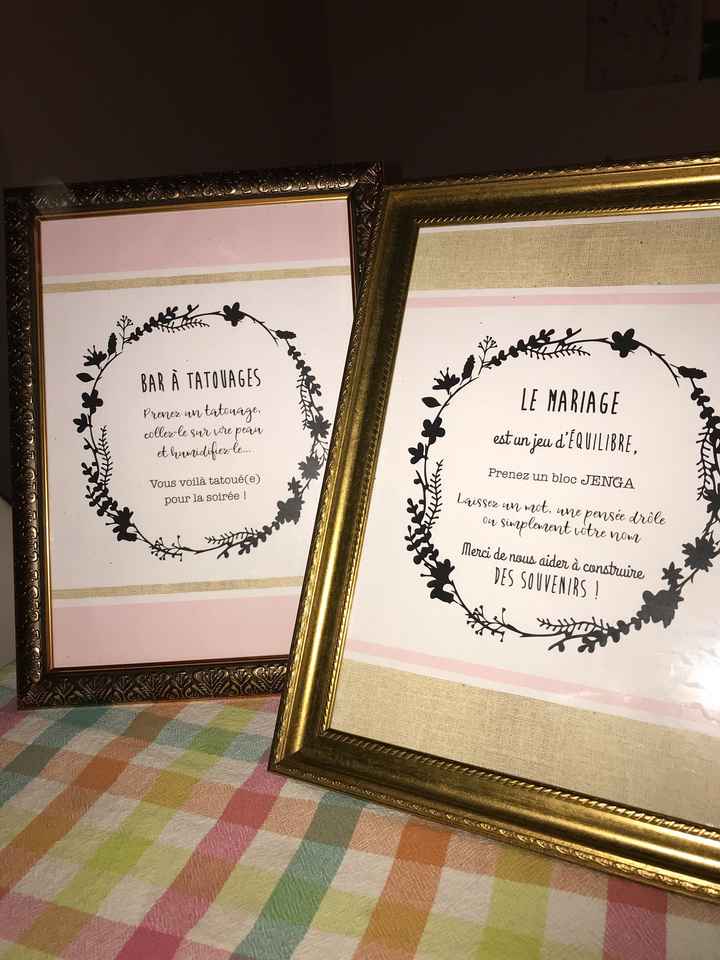 BAR À TATOUAGES
Prenez un tatouage,
collez-le sur vtre peau
et humidifiez-le...
Vous voilà tatoué(e)
pour la soirée !
LE MARIAGE
est un jeu d'ÉQUILIBRE,
Prenez un bloc JENGA
Laissez un mot, une pensée drôle
ou simplement vôtre nom
Merci de nous aider à construire
DES SOUVENIRS !